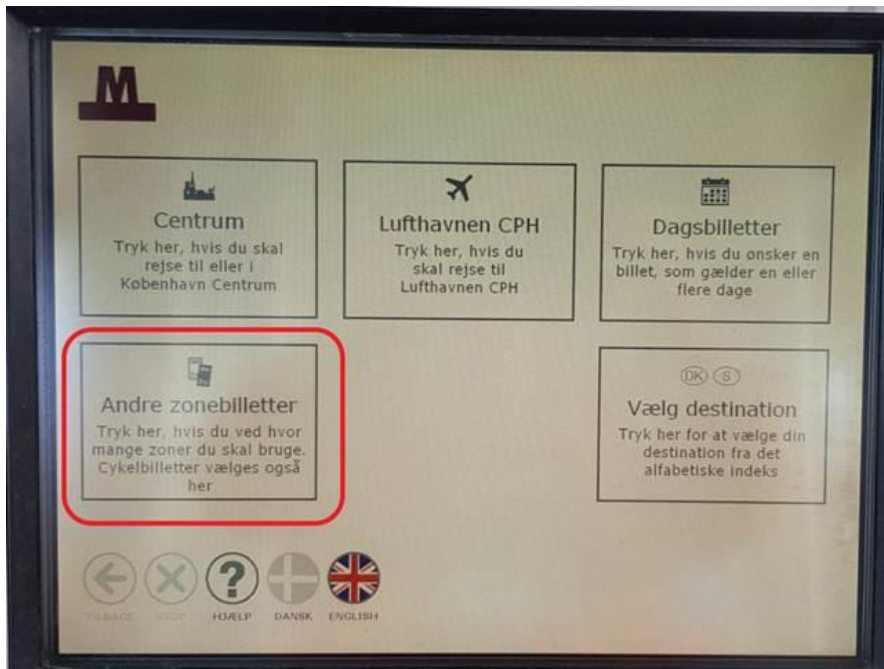 M
Centrum
Tryk her, hvis du skal
rejse til eller i
København Centrum
Lufthavnen CPH
Tryk her, hvis du
skal rejse til
Lufthavnen CPH
Dagsbilletter
Tryk her, hvis du onsker en
billet, som gælder en eller
flere dage
Andre zonebilletter
Tryk her, hvis du ved hvor
mange zoner du skal bruge.
Cykelbilletter vælges også
her
DK S
Vælg destination
Tryk her for at vælge din
destination fra det
alfabetiske indeks
TILBAGE STOP HJÆLP DANSK ENGLISH